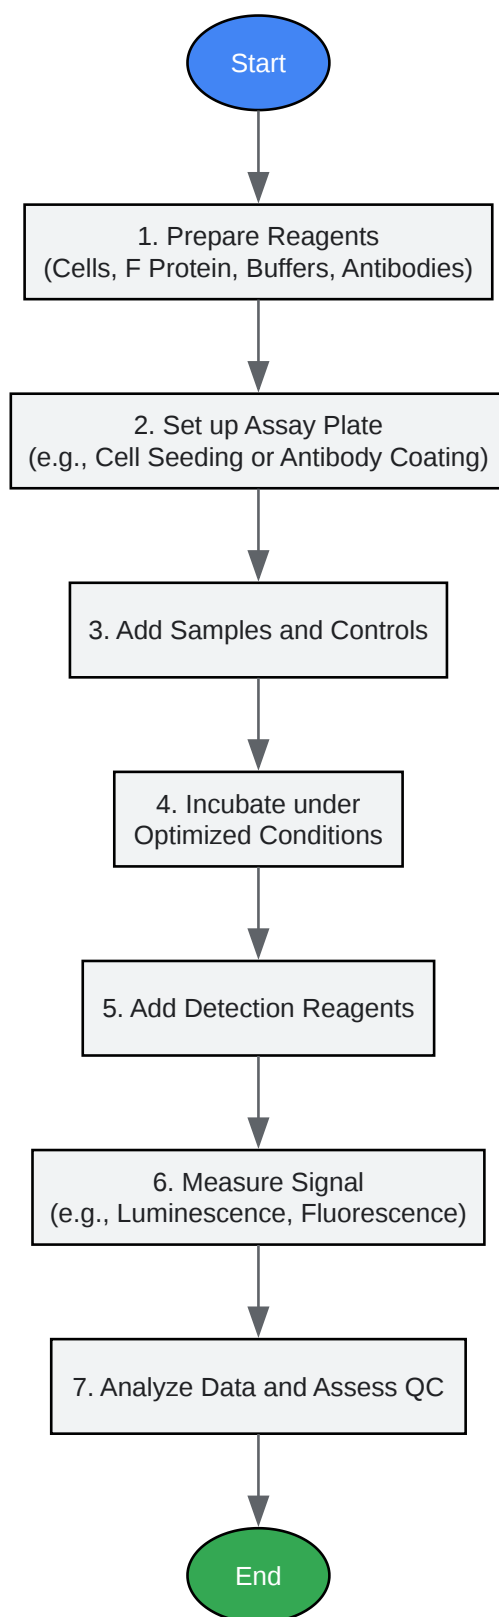 Start
1. Prepare Reagents
(Cells, F Protein, Buffers, Antibodies)
2. Set up Assay Plate
(e.g., Cell Seeding or Antibody Coating)
3. Add Samples and Controls
4. Incubate under
Optimized Conditions
5. Add Detection Reagents
6. Measure Signal
(e.g., Luminescence, Fluorescence)
7. Analyze Data and Assess QC
End